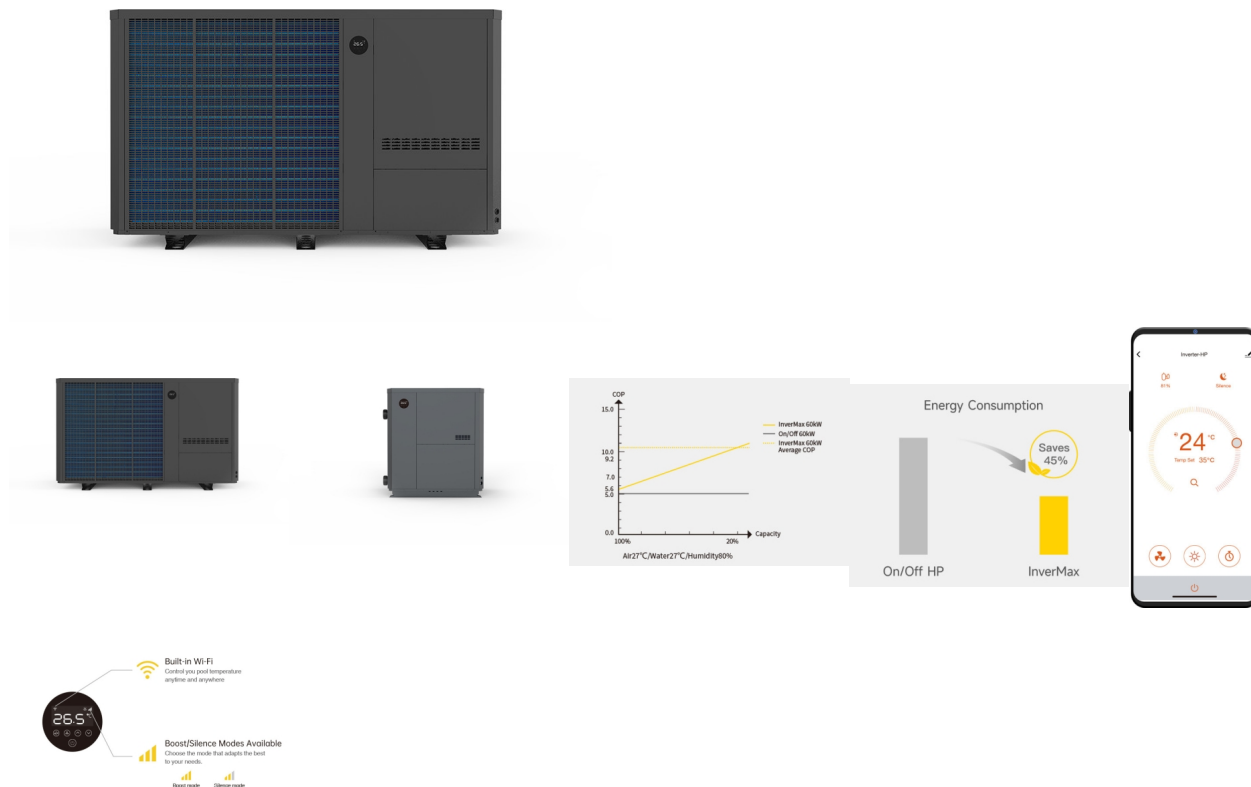 26.5°
COP
15.0
10.0
9.2
7.0
5.6
5.0
0.0
100%
20%
Capacity
InverMax 60kW
On/Off 60kW
InverMax 60kW
Average COP
Air27℃/Water27℃/Humidity80%
Energy Consumption
Saves
45%
On/Off HP
InverMax
Inverter-HP
81%
Silence
24°C
Temp Set 35°C
Built-in Wi-Fi
Control you pool temperature
anytime and anywhere
26.5°
Boost/Silence Modes Available
Choose the mode that adapts the best
to your needs.
Boost mode
Silence mode